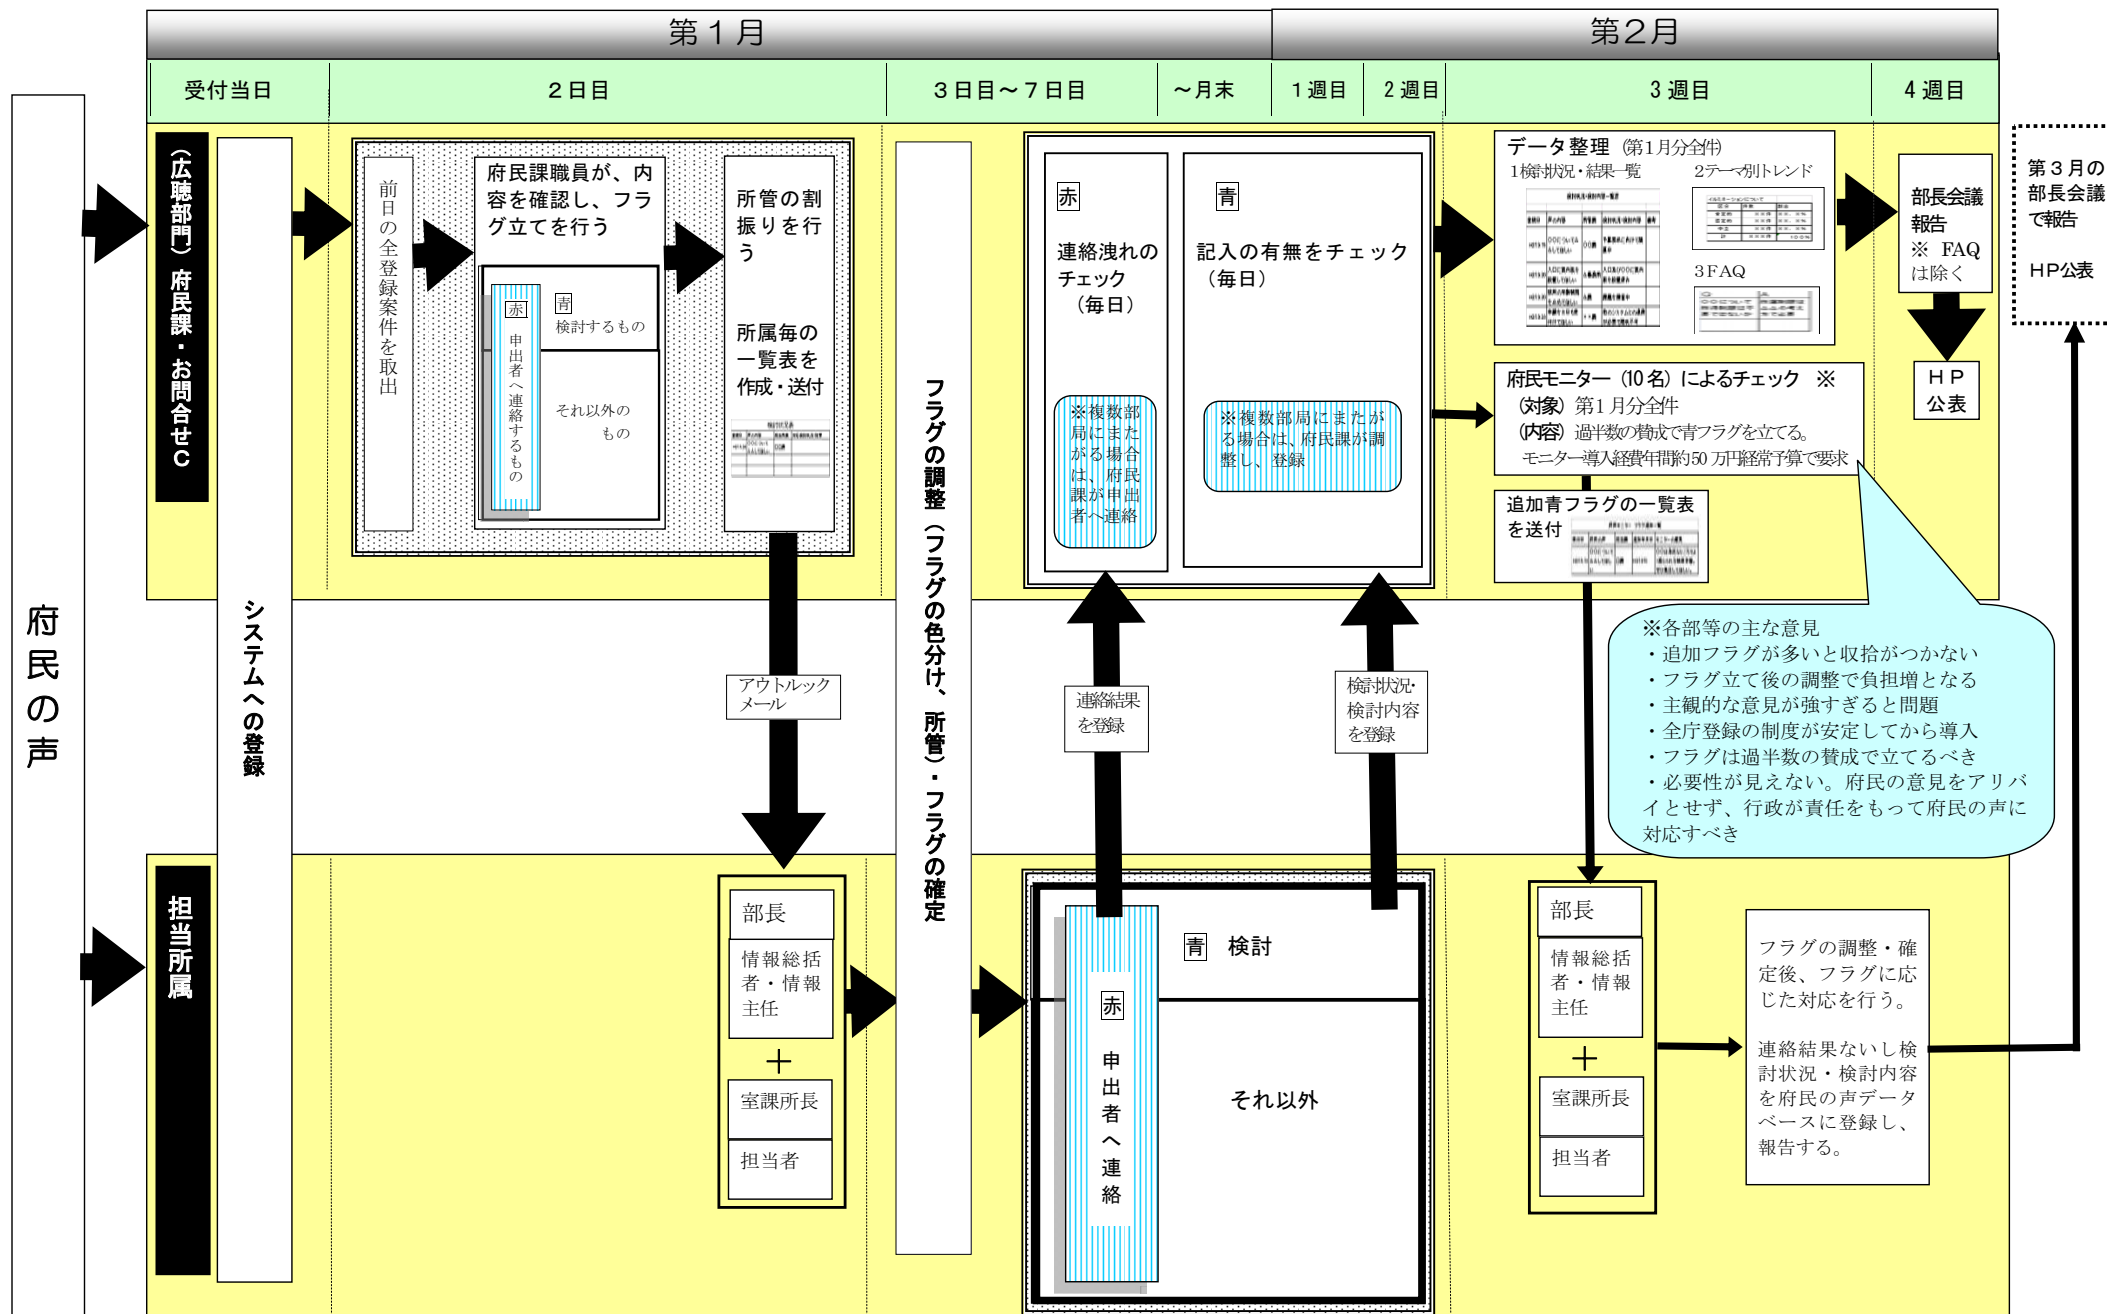 第１月
第2月
受付当日
２日目
３日目～７日目
～月末
１週目
２週目
３週目
４週目
府民の声
（広聴部門）府民課・お問合せＣ
担当所属
システムへの登録
前日の全登録案件を取出
府民課職員が、内
容を確認し、フラ
グ立てを行う
赤
申出者へ連絡するもの
青
検討するもの
それ以外の
もの
所管の割
振りを行
う
所属毎の
一覧表を
作成・送付
検討状況表
アウトルック
メール
部長
情報総括
者・情報
主任
＋
室課所長
担当者
フラグの調整（フラグの色分け、所管）・フラグの確定
赤
連絡洩れの
チェック
（毎日）
※複数部
局にまた
がる場合
は、府民
課が申出
者へ連絡
青
記入の有無をチェック
（毎日）
※複数部局にまたが
る場合は、府民課が調
整し、登録
連絡結果
を登録
検討状況・
検討内容
を登録
青 検討
赤
申出者へ連絡
それ以外
データ整理（第１月分全件）
１検討状況・結果一覧
２テーマ別トレンド
３FAQ
部長会議
報告
※ FAQ
は除く
ＨＰ
公表
府民モニター（10 名）によるチェック ※
（対象）第１月分全件
（内容）過半数の賛成で青フラグを立てる。
モニター導入経費年間約50 万円経常予算で要求
追加青フラグの一覧表
を送付
※各部等の主な意見
・追加フラグが多いと収拾がつかない
・フラグ立て後の調整で負担増となる
・主観的な意見が強すぎると問題
・全庁登録の制度が安定してから導入
・フラグは過半数の賛成で立てるべき
・必要性が見えない。府民の意見をアリバ
イとせず、行政が責任をもって府民の声に
対応すべき
部長
情報総括
者・情報
主任
＋
室課所長
担当者
フラグの調整・確
定後、フラグに応
じた対応を行う。
連絡結果ないし検
討状況・検討内容
を府民の声データ
ベースに登録し、
報告する。
第３月の
部長会議
で報告
HP公表